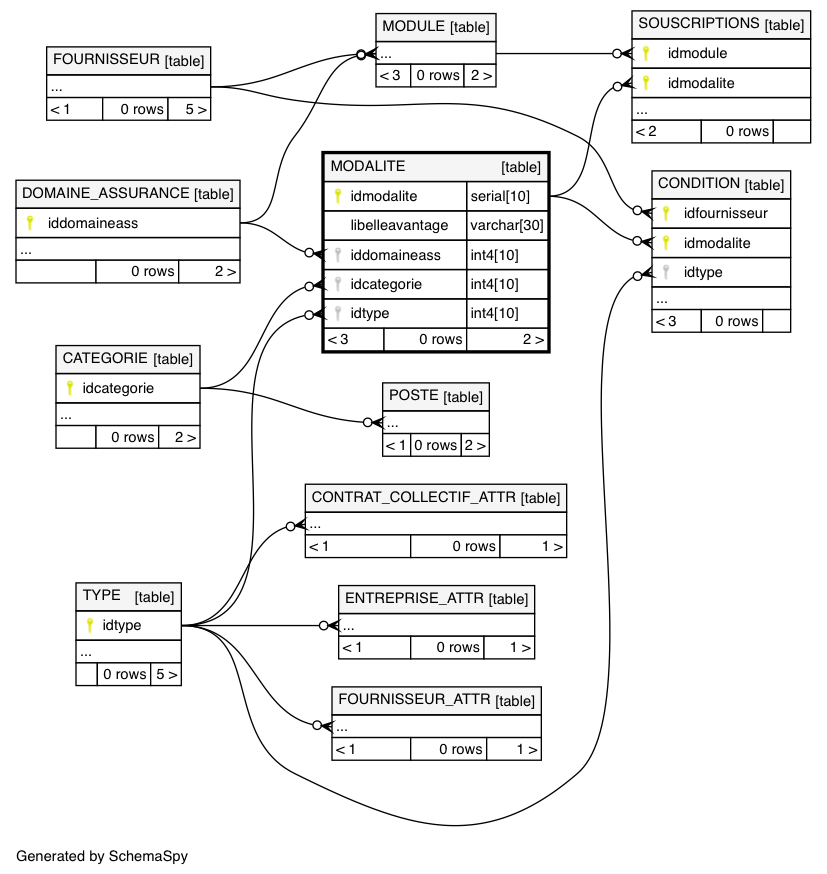 FOURNISSEUR [table]
...
< 1 0 rows 5 >
MODULE [table]
...
< 3 0 rows 2 >
SOUSCRIPTIONS [table]
idmodule
idmodalite
...
< 2 0 rows
DOMAINE_ASSURANCE [table]
iddomaineass
...
0 rows 2 >
MODALITE [table]
idmodalite serial[10]
libelleavantage varchar[30]
iddomaineass int4[10]
idcategorie int4[10]
idtype int4[10]
< 3 0 rows 2 >
CONDITION [table]
idfournisseur
idmodalite
idtype
...
< 3 0 rows
CATEGORIE [table]
idcategorie
...
0 rows 2 >
POSTE [table]
...
< 1 0 rows 2 >
CONTRAT_COLLECTIF_ATTR [table]
...
< 1 0 rows 1 >
TYPE [table]
idtype
...
0 rows 5 >
ENTREPRISE_ATTR [table]
...
< 1 0 rows 1 >
FOURNISSEUR_ATTR [table]
...
< 1 0 rows 1 >
Generated by SchemaSpy